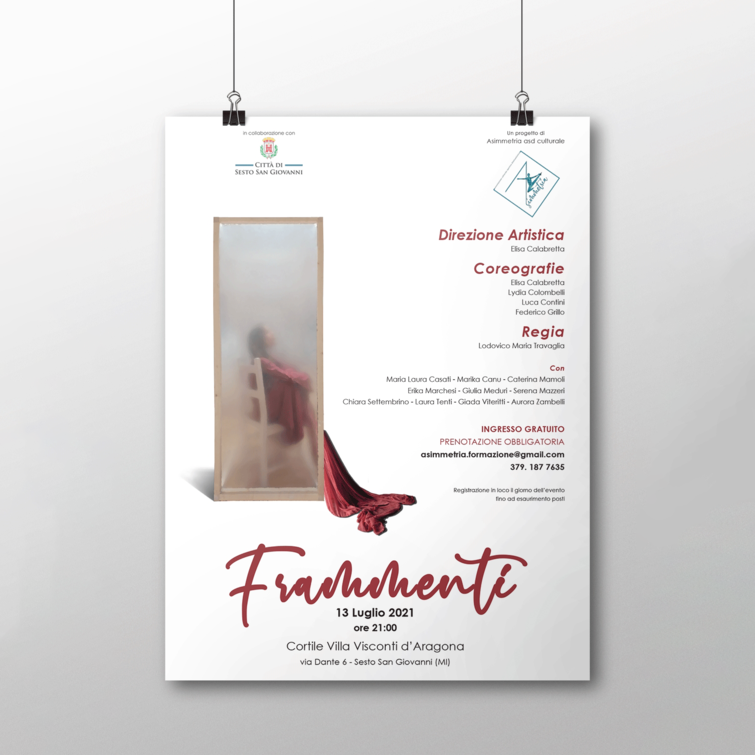 in collaborazione con
CITTÀ DI
SESTO SAN GIOVANNI
Un progetto di
Asimmetria asd culturale
asimmetria
Direzione Artistica
Elisa Calabretta
Coreografie
Elisa Calabretta
Lydia Colombelli
Luca Contini
Federico Grillo
Regia
Lodovico Maria Travaglia
Con
Maria Laura Casati - Marika Canu - Caterina Mamoli
Erika Marchesi - Giulia Meduri - Serena Mazzeri
Chiara Settembrino - Laura Tenti - Giada Viteritti - Aurora Zambelli
INGRESSO GRATUITO
PRENOTAZIONE OBBLIGATORIA
asimmetria.formazione@gmail.com
379. 187 7635
Registrazione in loco il giorno dell'evento
fino ad esaurimento posti
Frammenti
13 Luglio 2021
ore 21:00
Cortile Villa Visconti d'Aragona
via Dante 6 - Sesto San Giovanni (MI)